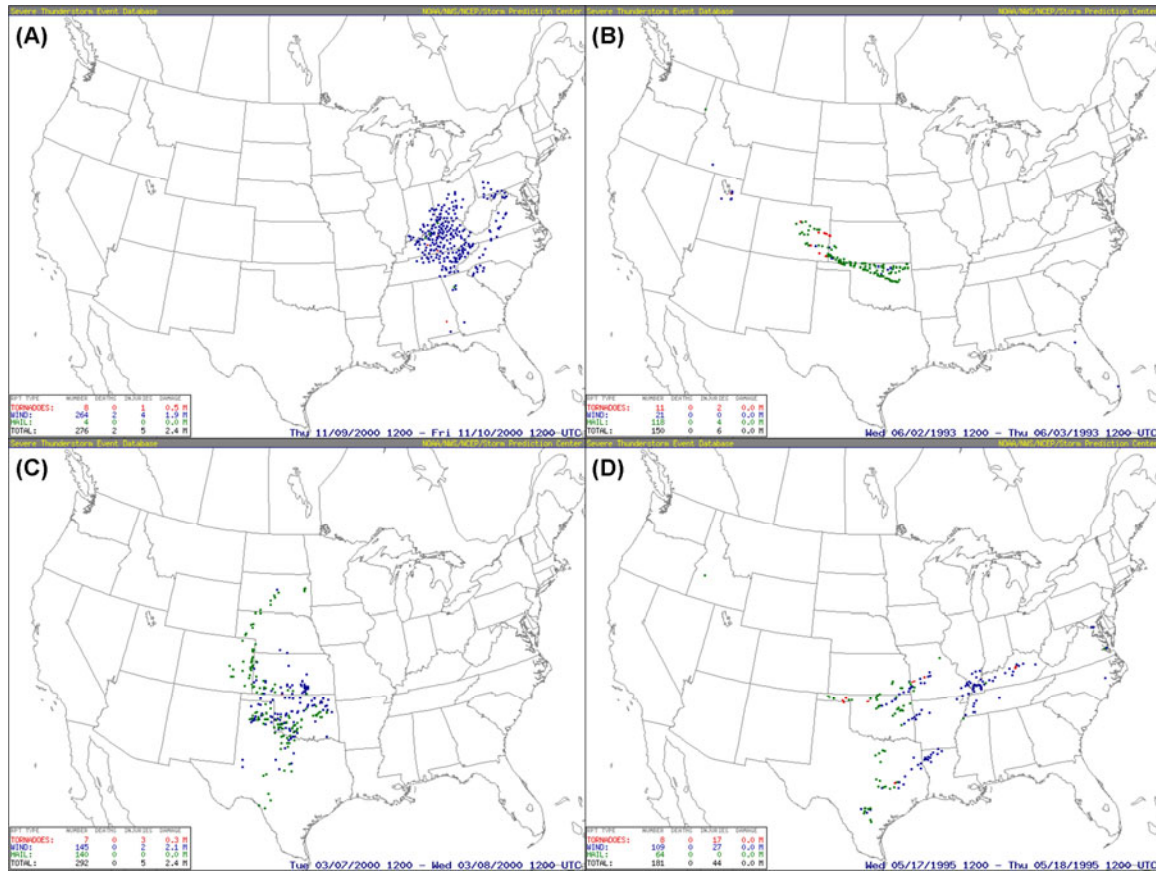 Severe Thunderstorm Event Database NOAA/NWS/NCEP/Storm Prediction Center
(A)
RPT TYPE NUMBER DEATHS INJURIES DAMAGE
TORNADOES: 8 0 1 0.5 M
WIND: 264 2 4 1.9 M
HAIL: 4 0 0 0.0 M
TOTAL: 276 2 5 2.4 M
Thu 11/09/2000 1200 - Fri 11/10/2000 1200-UTC
(B)
RPT TYPE NUMBER DEATHS INJURIES DAMAGE
TORNADOES: 11 0 2 0.0 M
WIND: 21 0 0 0.0 M
HAIL: 118 0 4 0.0 M
TOTAL: 150 0 6 0.0 M
NOAA/NWS/NCEP/Storm Prediction Center
Wed 06/02/1993 1200 - Thu 06/03/1993 1200-UTC
Severe Thunderstorm Event Database NOAA/NWS/NCEP/Storm Prediction Center
(C)
RPT TYPE NUMBER DEATHS INJURIES DAMAGE
TORNADOES: 7 0 3 0.3 M
WIND: 145 0 2 2.1 M
HAIL: 140 0 0 0.0 M
TOTAL: 292 0 5 2.4 M
Tue 03/07/2000 1200 - Wed 03/08/2000 1200-UTC
Severe Thunderstorm Event Database NOAA/NWS/NCEP/Storm Prediction Center
(D)
RPT TYPE NUMBER DEATHS INJURIES DAMAGE
TORNADOES: 8 0 17 0.0 M
WIND: 109 0 27 0.0 M
HAIL: 64 0 0 0.0 M
TOTAL: 181 0 44 0.0 M
Wed 05/17/1995 1200 - Thu 05/18/1995 1200-UTC